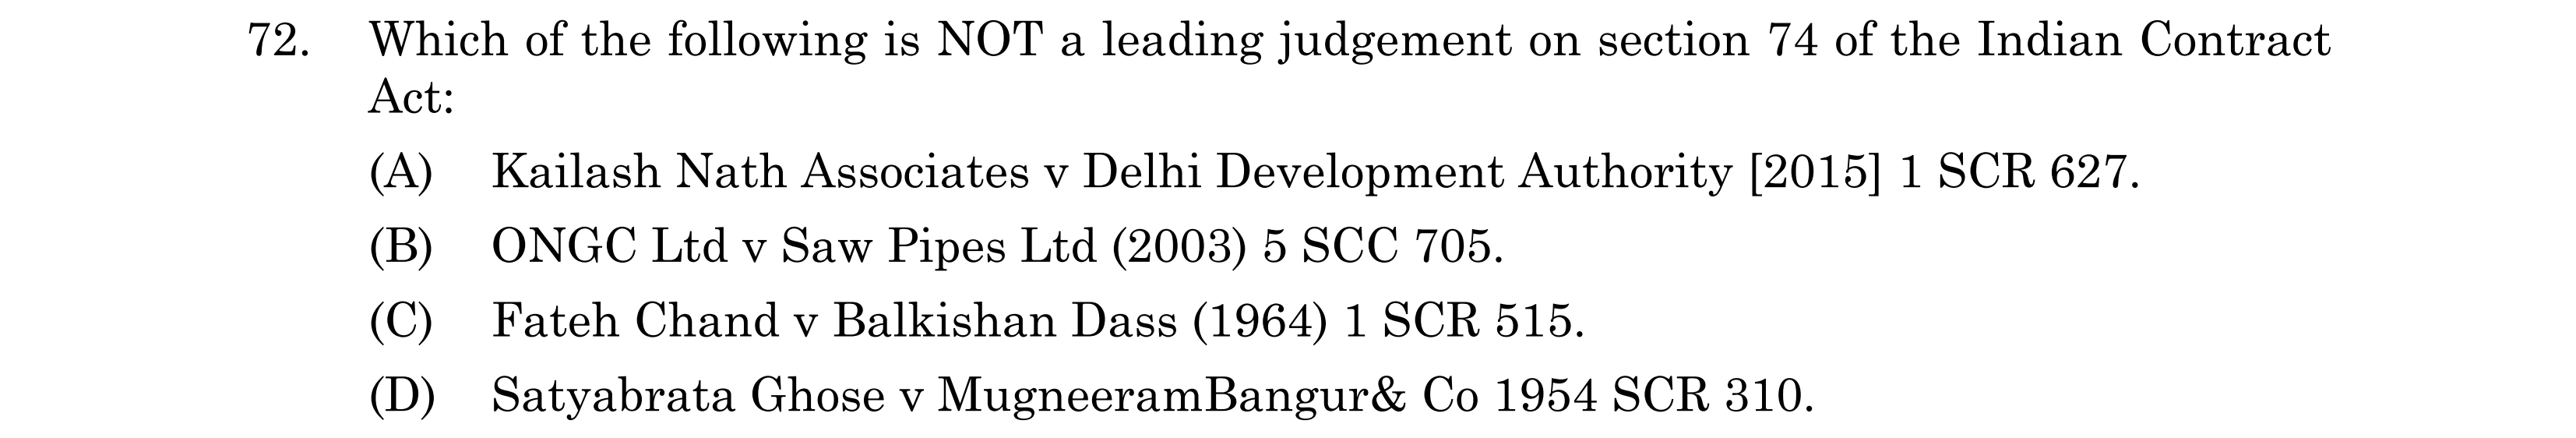 72. Which of the following is NOT a leading judgement on section 74 of the Indian Contract
Act:
(A) Kailash Nath Associates v Delhi Development Authority [2015] 1 SCR 627.
(B) ONGC Ltd v Saw Pipes Ltd (2003) 5 SCC 705.
(C) Fateh Chand v Balkishan Dass (1964) 1 SCR 515.
(D) Satyabrata Ghose v MugneeramBangur& Co 1954 SCR 310.